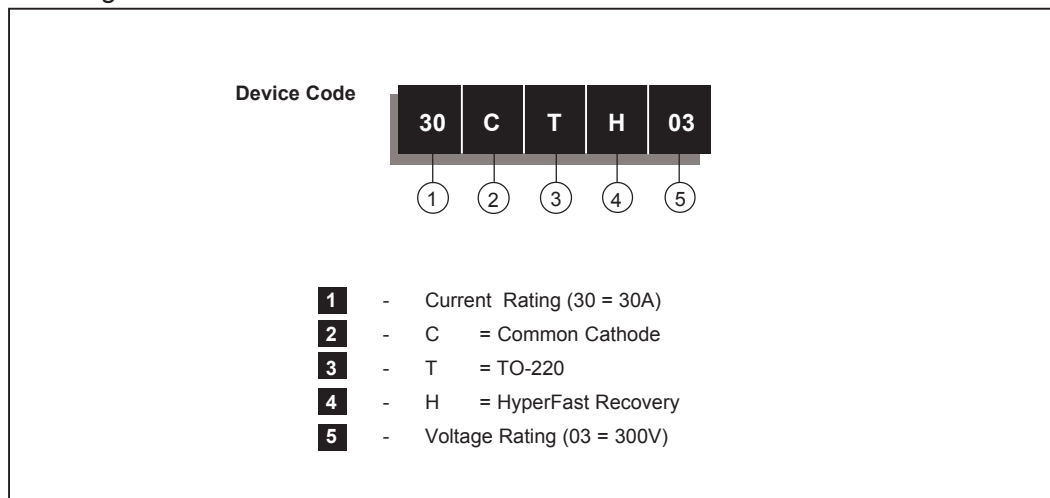 Device Code
30 C T H 03
1 2 3 4 5
1 - Current Rating (30 = 30A)
2 - C = Common Cathode
3 - T = TO-220
4 - H = HyperFast Recovery
5 - Voltage Rating (03 = 300V)